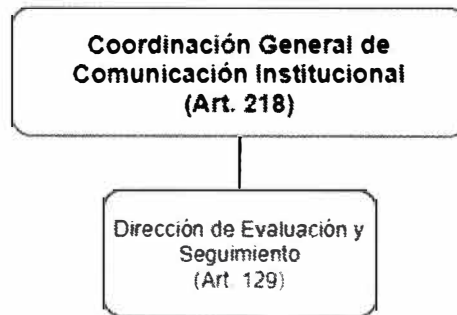 Coordinación General de
Comunicación Institucional
(Art. 218)
Dirección de Evaluación y
Seguimiento
(Art. 129)